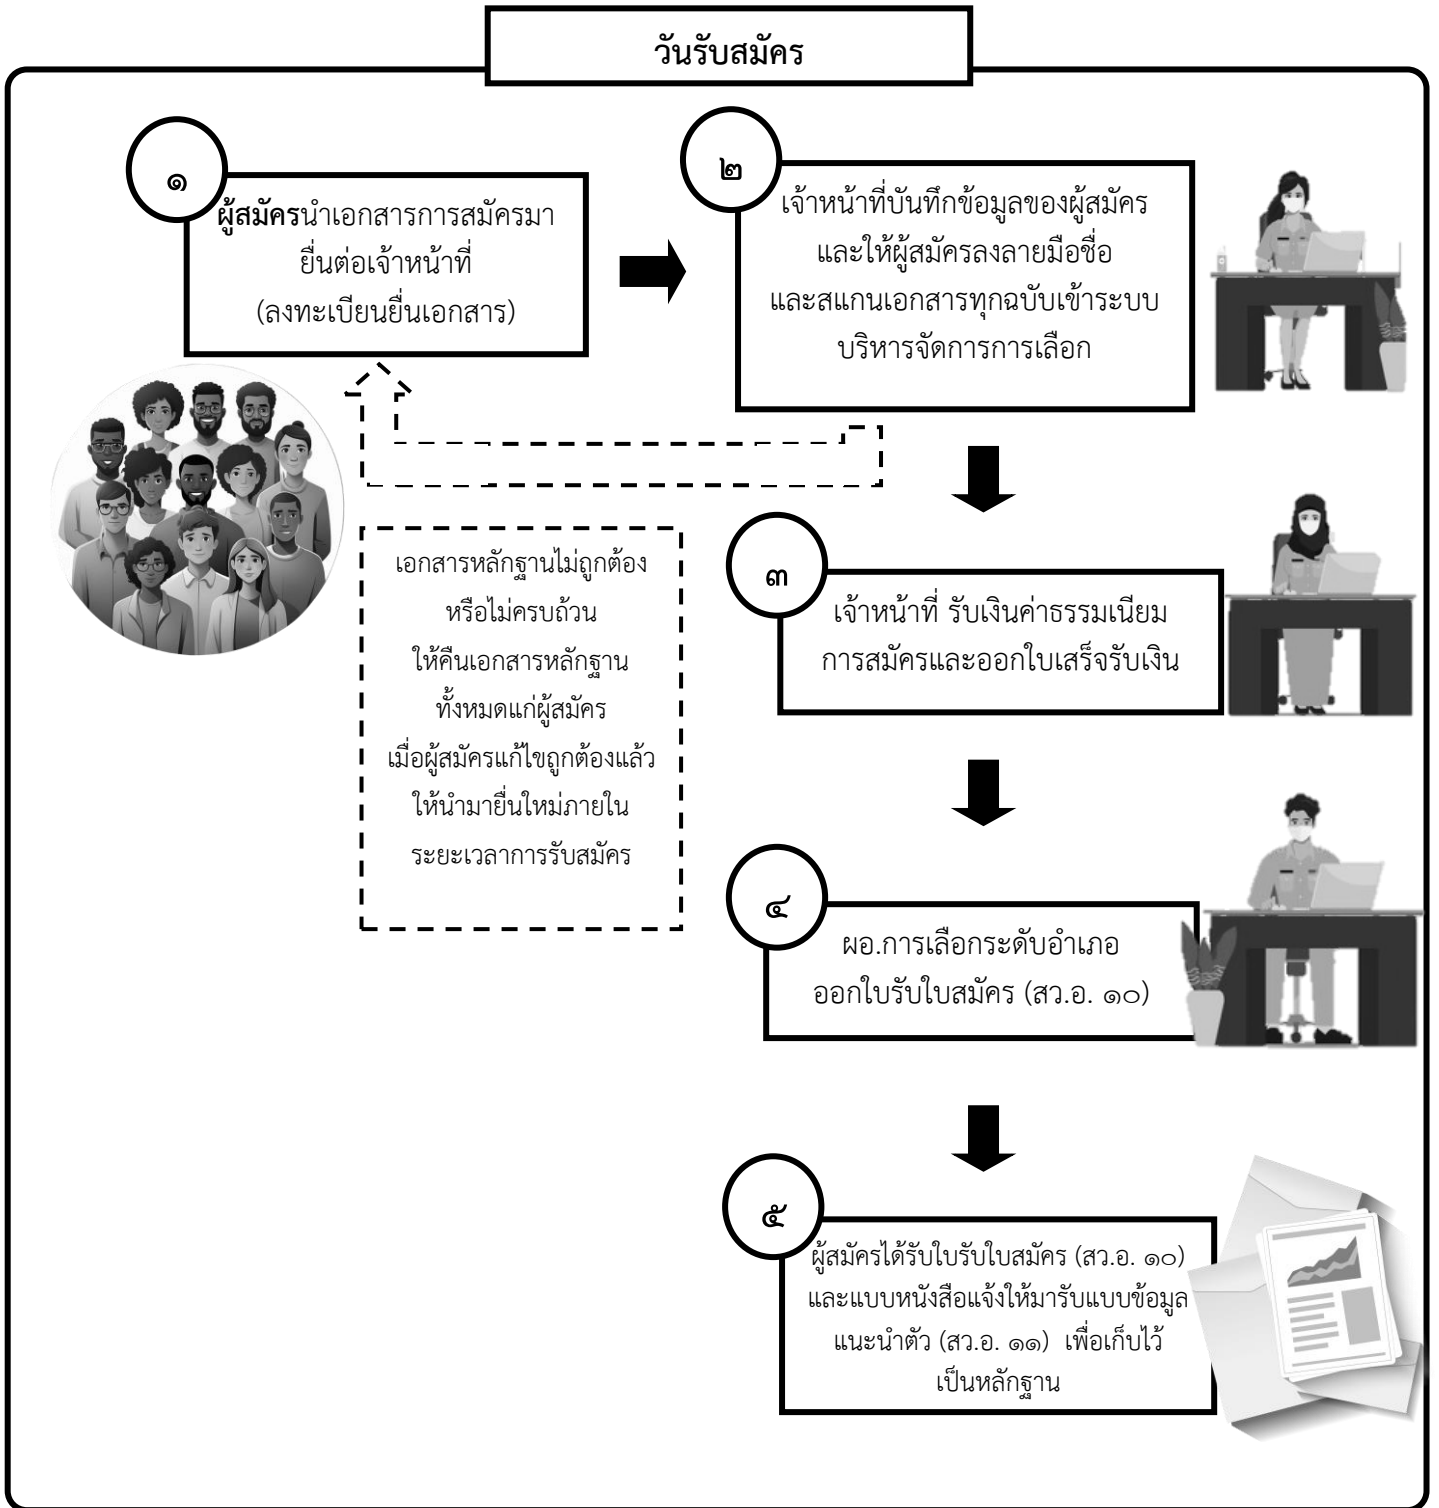 วันรับสมัคร
๑
ผู้สมัครนำเอกสารการสมัครมา
ยื่นต่อเจ้าหน้าที่
(ลงทะเบียนยื่นเอกสาร)
๒
เจ้าหน้าที่บันทึกข้อมูลของผู้สมัคร
และให้ผู้สมัครลงลายมือชื่อ
และสแกนเอกสารทุกฉบับเข้าระบบ
บริหารจัดการการเลือก
เอกสารหลักฐานไม่ถูกต้อง
หรือไม่ครบถ้วน
ให้คืนเอกสารหลักฐาน
ทั้งหมดแก่ผู้สมัคร
เมื่อผู้สมัครแก้ไขถูกต้องแล้ว
ให้นำมายื่นใหม่ภายใน
ระยะเวลาการรับสมัคร
๓
เจ้าหน้าที่ รับเงินค่าธรรมเนียม
การสมัครและออกใบเสร็จรับเงิน
๔
ผอ.การเลือกระดับอำเภอ
ออกใบรับใบสมัคร (สว.อ. ๑๐)
๕
ผู้สมัครได้รับใบรับใบสมัคร (สว.อ. ๑๐)
และแบบหนังสือแจ้งให้มารับแบบข้อมูล
แนะนำตัว (สว.อ. ๑๑) เพื่อเก็บไว้
เป็นหลักฐาน